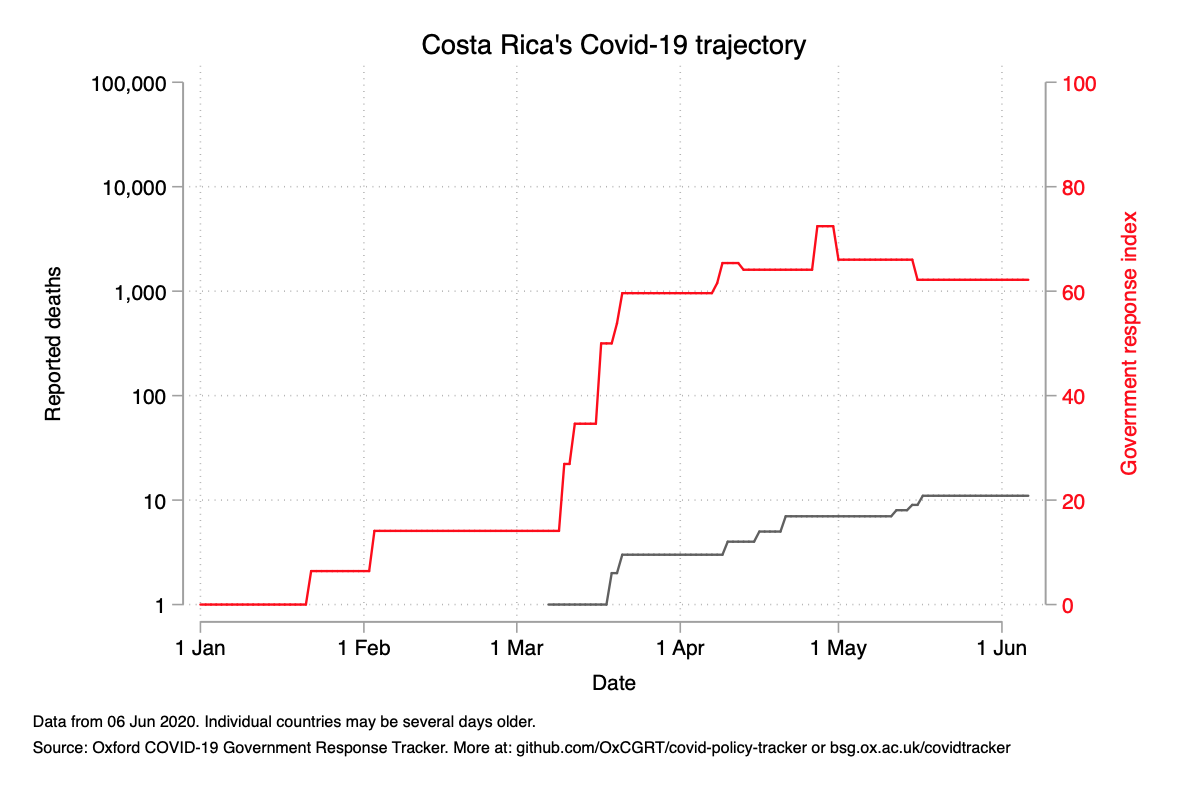 Costa Rica's Covid-19 trajectory
100,000
10,000
1,000
100
10
1
Reported deaths
100
80
60
40
20
0
Government response index
1 Jan
1 Feb
1 Mar
1 Apr
1 May
1 Jun
Date
Data from 06 Jun 2020. Individual countries may be several days older.
Source: Oxford COVID-19 Government Response Tracker. More at: github.com/OxCGRT/covid-policy-tracker or bsg.ox.ac.uk/covidtracker